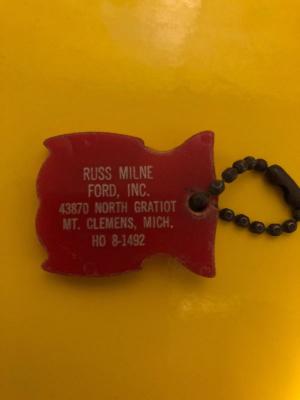 RUSS MILNE
FORD, INC.
43870 NORTH GRATIOT
MT. CLEMENS, MICH.
HO 8-1492